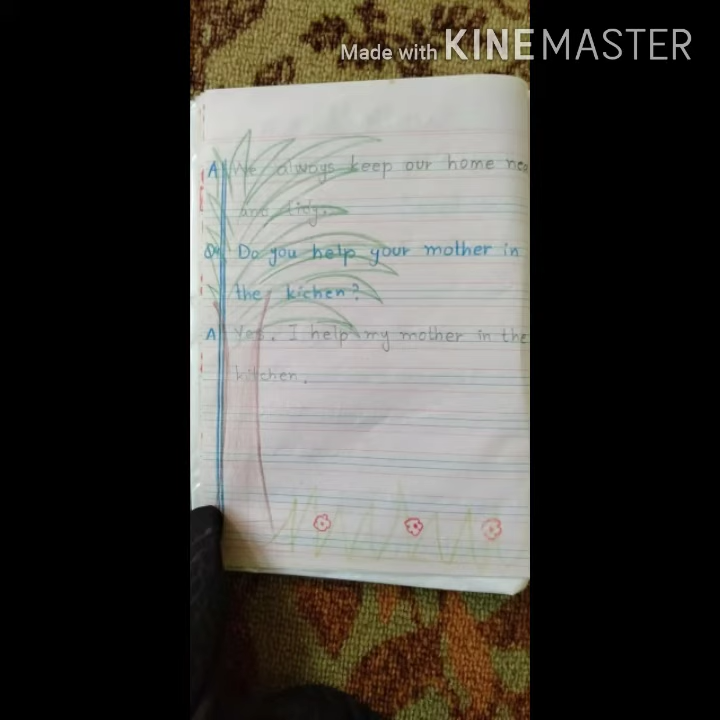 Made with KINEMASTER
A We always keep our home nea
and tidy.
Q Do you help your mother in
the kichen?
A Yes. I help my mother in the
kitchen.